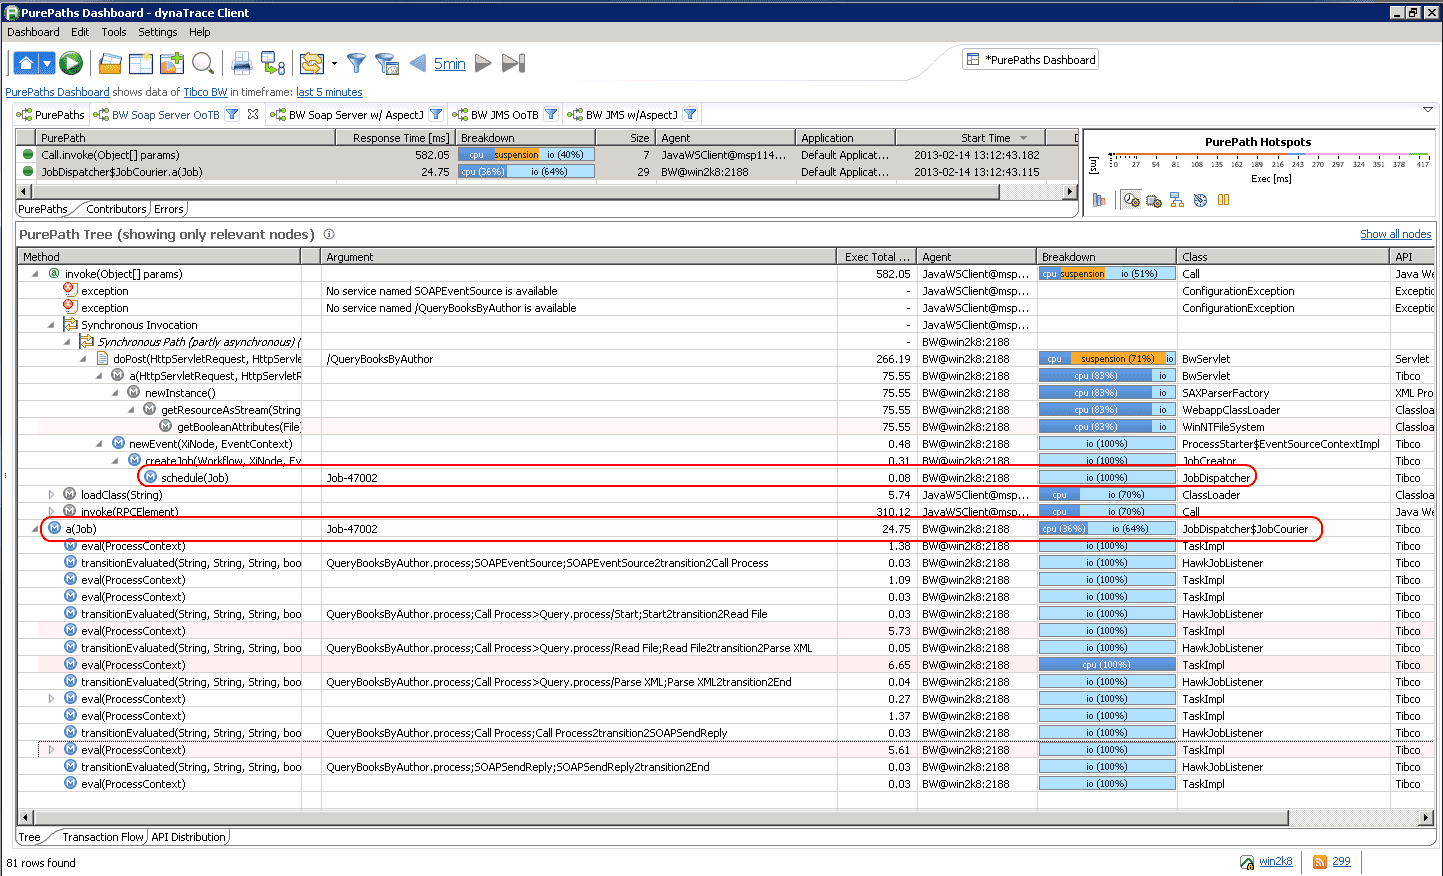 PurePaths Dashboard - dynaTrace Client
Dashboard Edit Tools Settings Help
5min *PurePaths Dashboard
PurePaths Dashboard shows data of Tibco BW in timeframe: last 5 minutes
PurePaths BW Soap Server OoTB BW Soap Server w/ AspectJ BW JMS OoTB BW JMS w/AspectJ
PurePath Response Time [ms] Breakdown Size Agent Application Start Time D
Call.invoke(Object[] params) 582.05 cpu suspension io (40%) 7 JavaWSClient@msp114... Default Applicat... 2013-02-14 13:12:43.182
JobDispatcher$JobCourier.a(Job) 24.75 cpu (36%) io (64%) 29 BW@win2k8:2188 Default Applicat... 2013-02-14 13:12:43.115
PurePaths Contributors Errors
PurePath Hotspots
[ms]
0 27 54 81 115 152 189 216 243 270 301 324 351 378 417
Exec [ms]
PurePath Tree (showing only relevant nodes) Show all nodes
Method Argument Exec Total ... Agent Breakdown Class API
invoke(Object[] params) 582.05 JavaWSClient@msp... cpu suspension io (51%) Call Java We
exception No service named SOAPEventSource is available - JavaWSClient@msp... ConfigurationException Exceptio
exception No service named /QueryBooksByAuthor is available - JavaWSClient@msp... ConfigurationException Exceptio
Synchronous Invocation - JavaWSClient@msp...
Synchronous Path (partly asynchronous) ( - BW@win2k8:2188
doPost(HttpServletRequest, HttpServle /QueryBooksByAuthor 266.19 BW@win2k8:2188 cpu suspension (71%) io BwServlet Servlet
a(HttpServletRequest, HttpServletR 75.55 BW@win2k8:2188 cpu (83%) io BwServlet Tibco
newInstance() 75.55 BW@win2k8:2188 cpu (83%) io SAXParserFactory XML Pro
getResourceAsStream(String 75.55 BW@win2k8:2188 cpu (83%) io WebappClassLoader Classloa
getBooleanAttributes(File) 75.55 BW@win2k8:2188 cpu (83%) io WinNTFileSystem Classloa
newEvent(XiNode, EventContext) 0.48 BW@win2k8:2188 io (100%) ProcessStarter$EventSourceContextImpl Tibco
createJob(Workflow, XiNode, Ev 0.31 BW@win2k8:2188 io (100%) JobCreator Tibco
schedule(Job) Job-47002 0.08 BW@win2k8:2188 io (100%) JobDispatcher Tibco
loadClass(String) 5.74 JavaWSClient@msp... cpu io (70%) ClassLoader Classloa
invoke(RPCElement) 310.12 JavaWSClient@msp... cpu io (70%) Call Java We
a(Job) Job-47002 24.75 BW@win2k8:2188 cpu (36%) io (64%) JobDispatcher$JobCourier Tibco
eval(ProcessContext) 1.38 BW@win2k8:2188 io (100%) TaskImpl Tibco
transitionEvaluated(String, String, String, boo QueryBooksByAuthor.process;SOAPEventSource;SOAPEventSource2transition2Call Process 0.03 BW@win2k8:2188 io (100%) HawkJobListener Tibco
eval(ProcessContext) 1.09 BW@win2k8:2188 io (100%) TaskImpl Tibco
eval(ProcessContext) 0.03 BW@win2k8:2188 io (100%) TaskImpl Tibco
transitionEvaluated(String, String, String, boo QueryBooksByAuthor.process;Call Process>Query.process/Start;Start2transition2Read File 0.03 BW@win2k8:2188 io (100%) HawkJobListener Tibco
eval(ProcessContext) 5.73 BW@win2k8:2188 io (100%) TaskImpl Tibco
transitionEvaluated(String, String, String, boo QueryBooksByAuthor.process;Call Process>Query.process/Read File;Read File2transition2Parse XML 0.05 BW@win2k8:2188 io (100%) HawkJobListener Tibco
eval(ProcessContext) 6.65 BW@win2k8:2188 cpu (100%) TaskImpl Tibco
transitionEvaluated(String, String, String, boo QueryBooksByAuthor.process;Call Process>Query.process/Parse XML;Parse XML2transition2End 0.04 BW@win2k8:2188 io (100%) HawkJobListener Tibco
eval(ProcessContext) 0.27 BW@win2k8:2188 io (100%) TaskImpl Tibco
eval(ProcessContext) 1.37 BW@win2k8:2188 io (100%) TaskImpl Tibco
transitionEvaluated(String, String, String, boo QueryBooksByAuthor.process;Call Process;Call Process2transition2SOAPSendReply 0.03 BW@win2k8:2188 io (100%) HawkJobListener Tibco
eval(ProcessContext) 5.61 BW@win2k8:2188 io (100%) TaskImpl Tibco
transitionEvaluated(String, String, String, boo QueryBooksByAuthor.process;SOAPSendReply;SOAPSendReply2transition2End 0.03 BW@win2k8:2188 io (100%) HawkJobListener Tibco
eval(ProcessContext) 0.03 BW@win2k8:2188 io (100%) TaskImpl Tibco
Tree Transaction Flow API Distribution
81 rows found win2k8 299